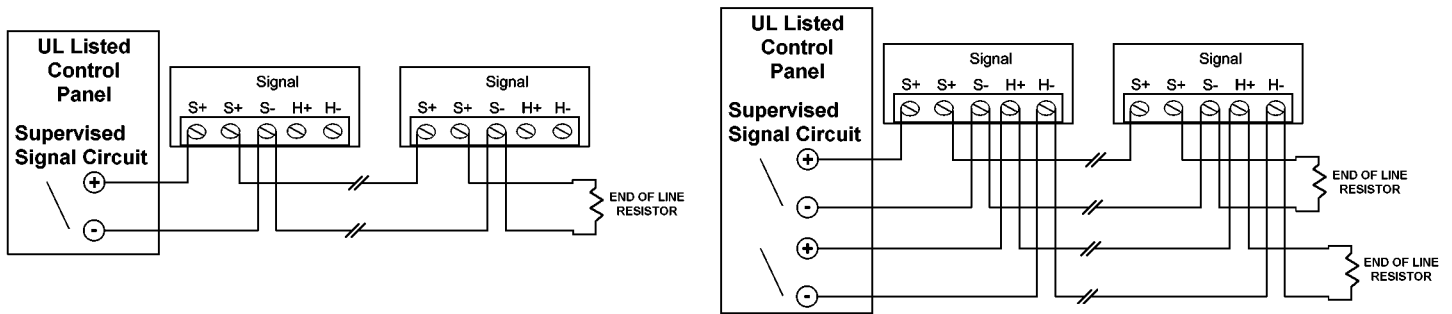 UL Listed
Control
Panel
Supervised
Signal Circuit
+
-
Signal
S+ S+ S- H+ H-
Signal
S+ S+ S- H+ H-
END OF LINE
RESISTOR
UL Listed
Control
Panel
Supervised
Signal Circuit
+
-
+
-
Signal
S+ S+ S- H+ H-
Signal
S+ S+ S- H+ H-
END OF LINE
RESISTOR
END OF LINE
RESISTOR